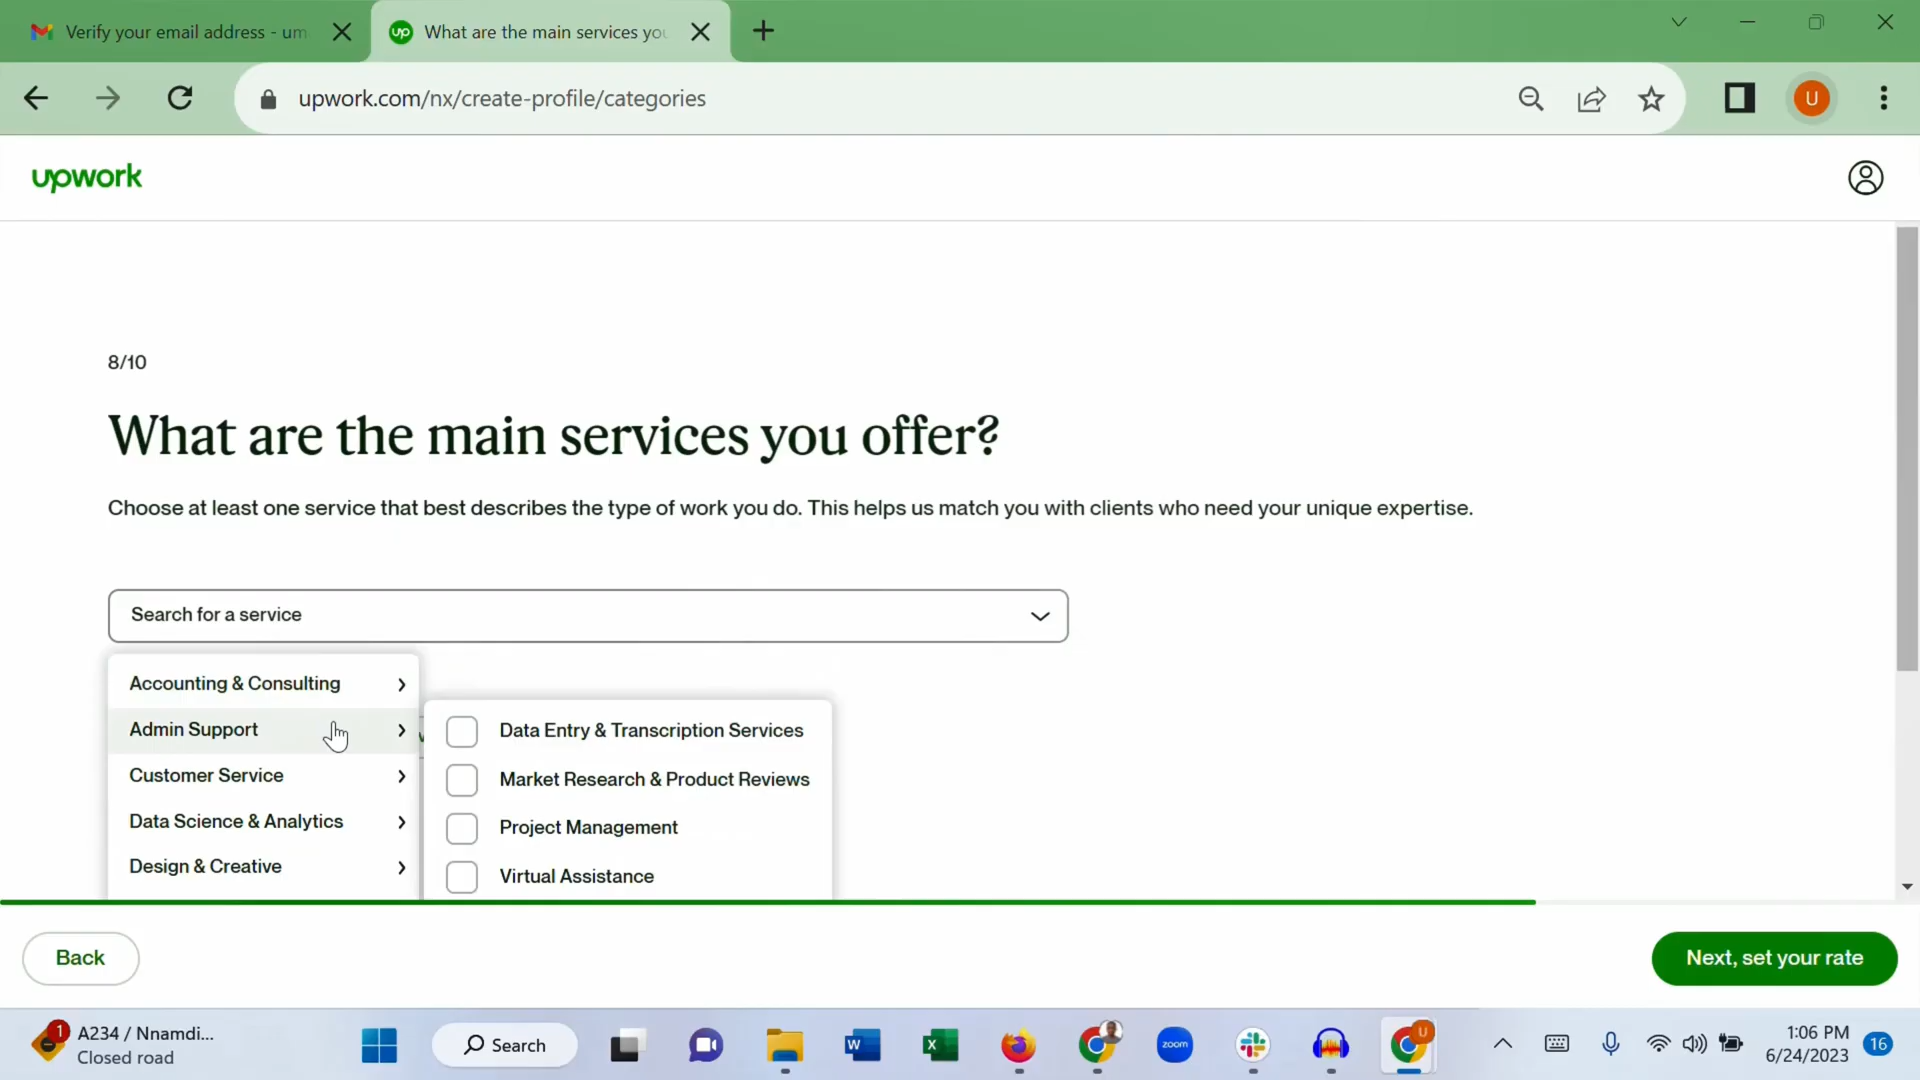 Verify your email address - um
What are the main services you
upwork.com/nx/create-profile/categories
U
upwork
8/10
What are the main services you offer?
Choose at least one service that best describes the type of work you do. This helps us match you with clients who need your unique expertise.
Search for a service
Accounting & Consulting
Admin Support
Customer Service
Data Science & Analytics
Design & Creative
Data Entry & Transcription Services
Market Research & Product Reviews
Project Management
Virtual Assistance
Back
Next, set your rate
1
A234 / Nnamdi...
Closed road
Search
W
X
zoom
U
1:06 PM
6/24/2023
16